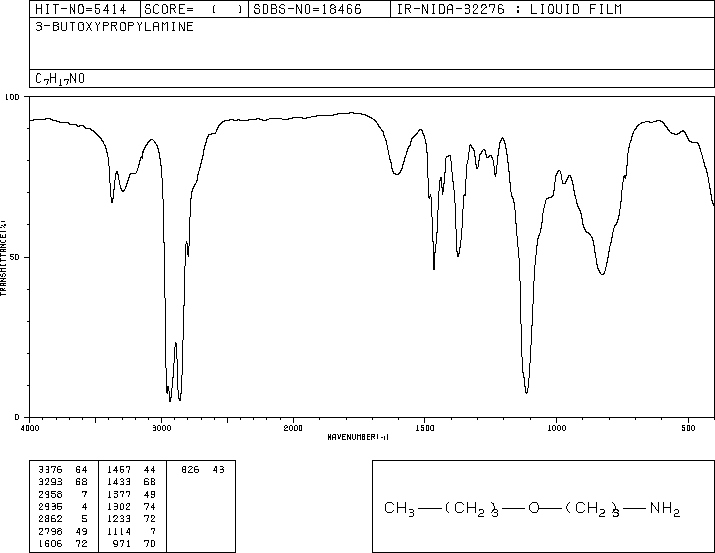 HIT-NO=5414 SCORE= ( ) SDBS-NO=18466 IR-NIDA-32276 : LIQUID FILM
3-BUTOXYPROPYLAMINE
C7H17NO
100
50
0
TRANSMITTANCE(%)
4000 3000 2000 1500 1000 500
WAVENUMBER(-1)
3376 64 1467 44 826 43
3293 68 1433 68
2958 7 1377 49
2935 4 1302 74
2862 5 1233 72
2798 49 1114 7
1606 72 971 70
CH3—(CH2)3—O—(CH2)3—NH2